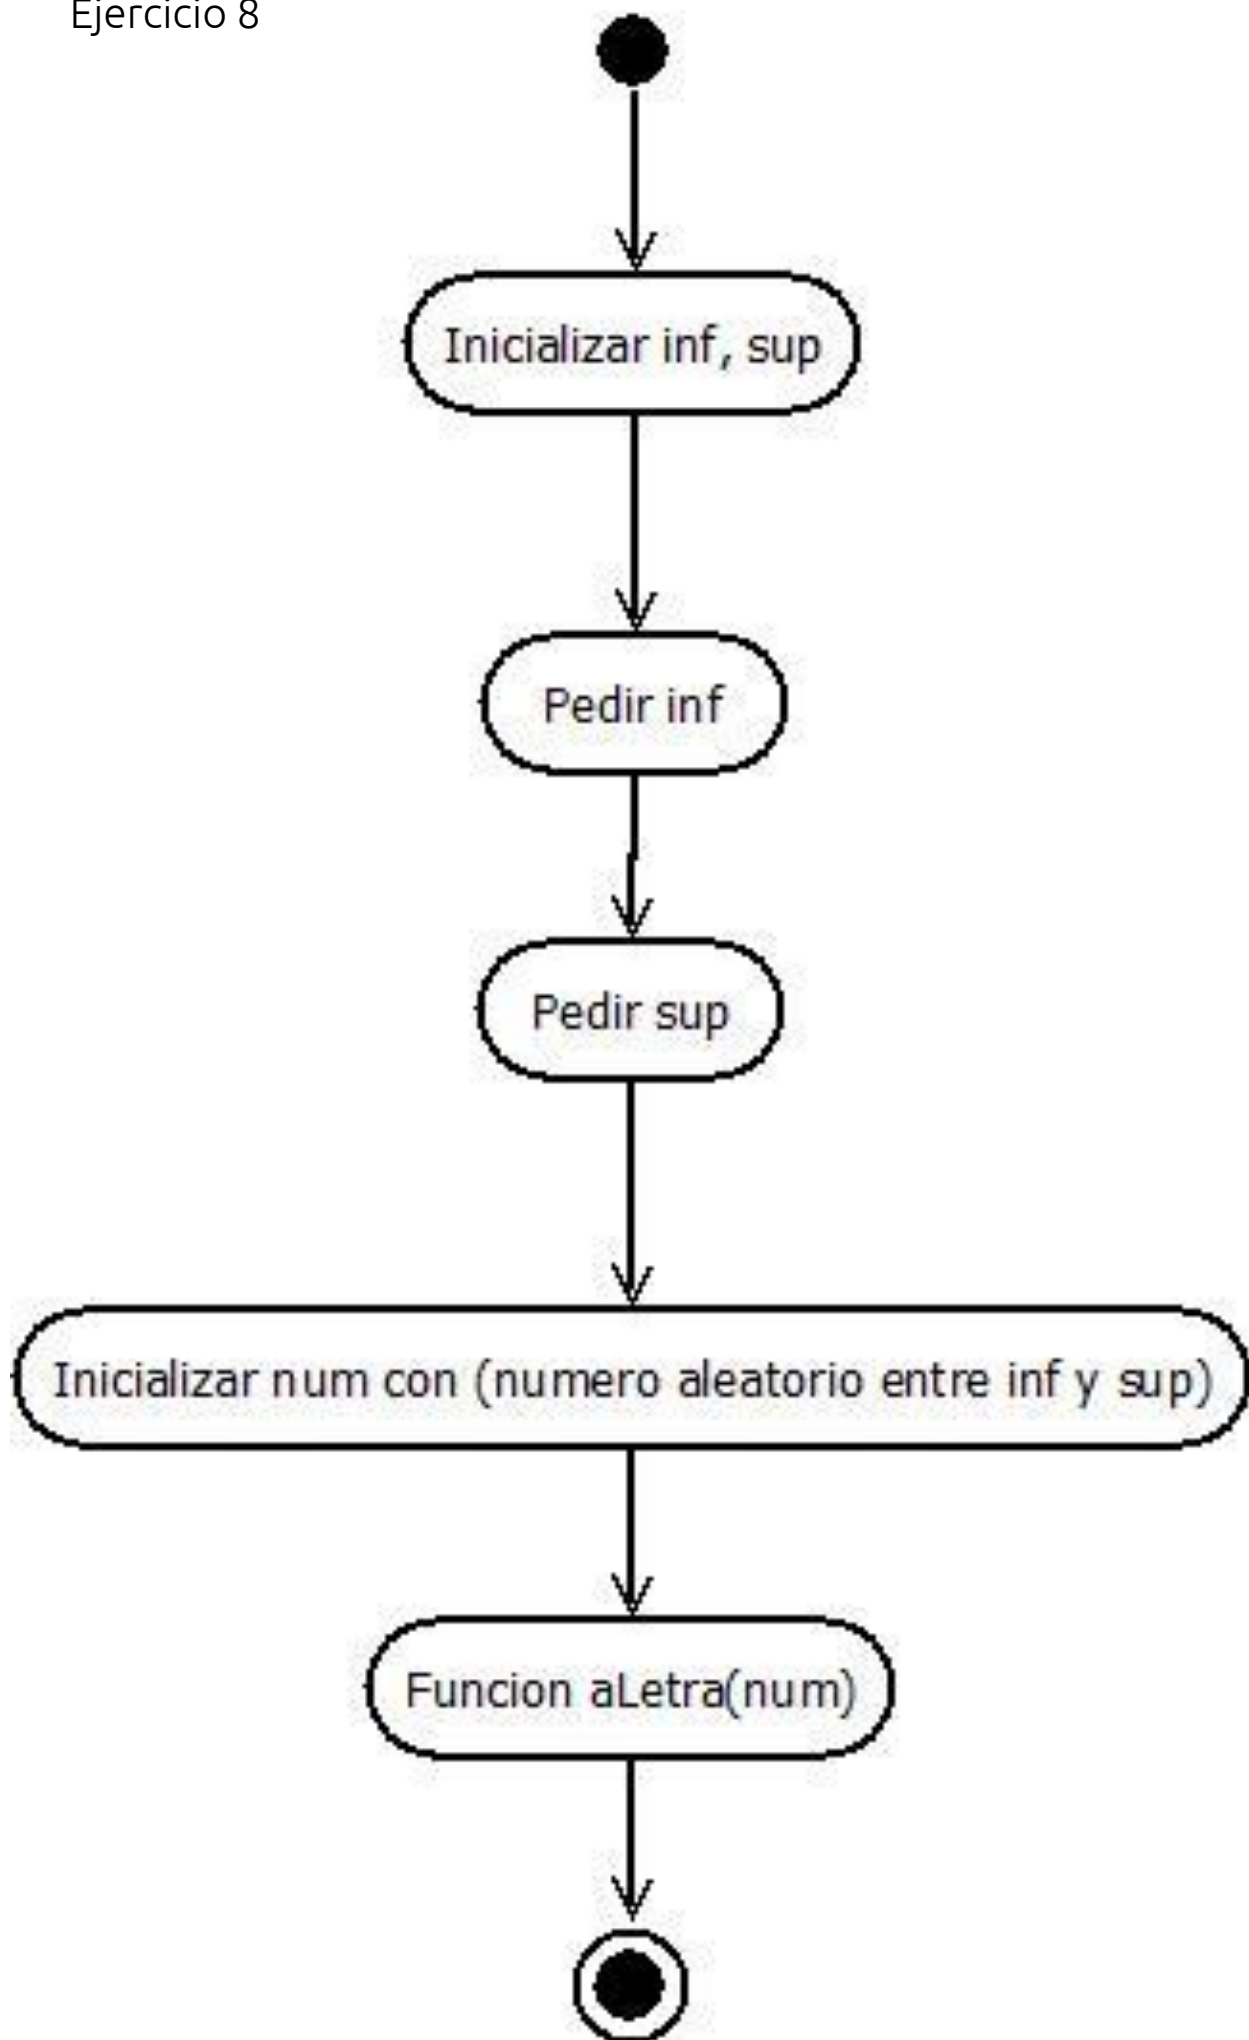 Ejercicio 8
Inicializar inf, sup
Pedir inf
Pedir sup
Inicializar num con (numero aleatorio entre inf y sup)
Funcion aLetra(num)